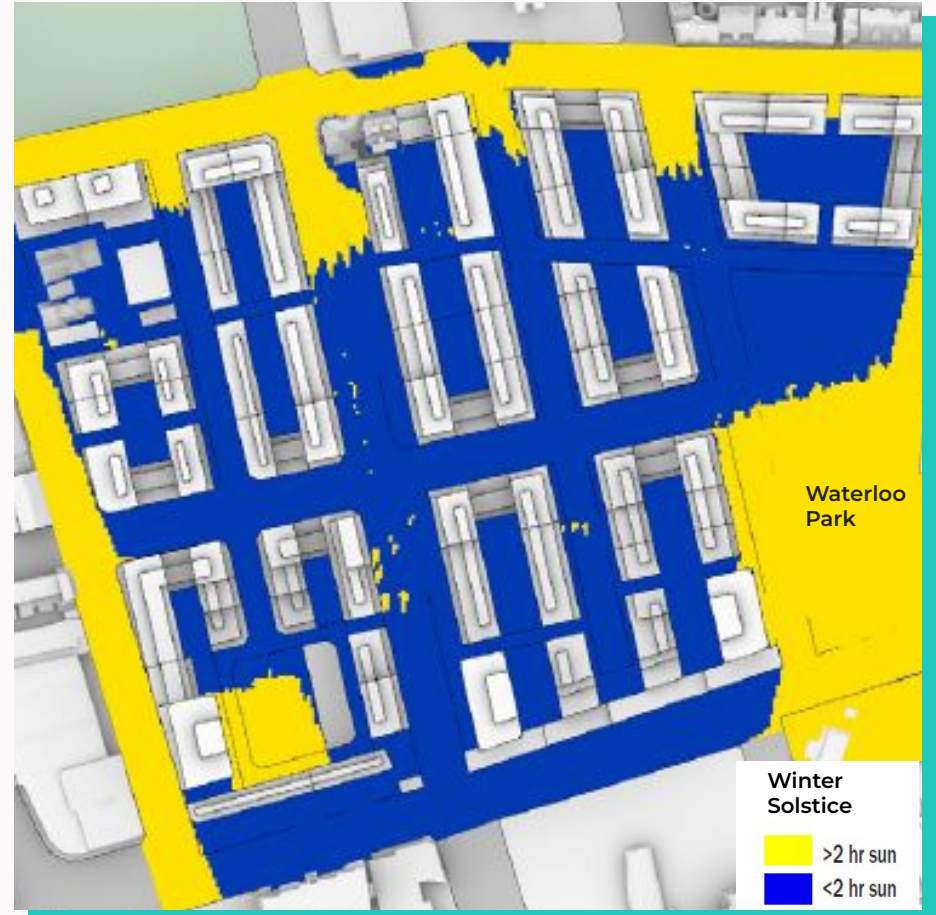 Waterloo
Park
Winter
Solstice
>2 hr sun
<2 hr sun